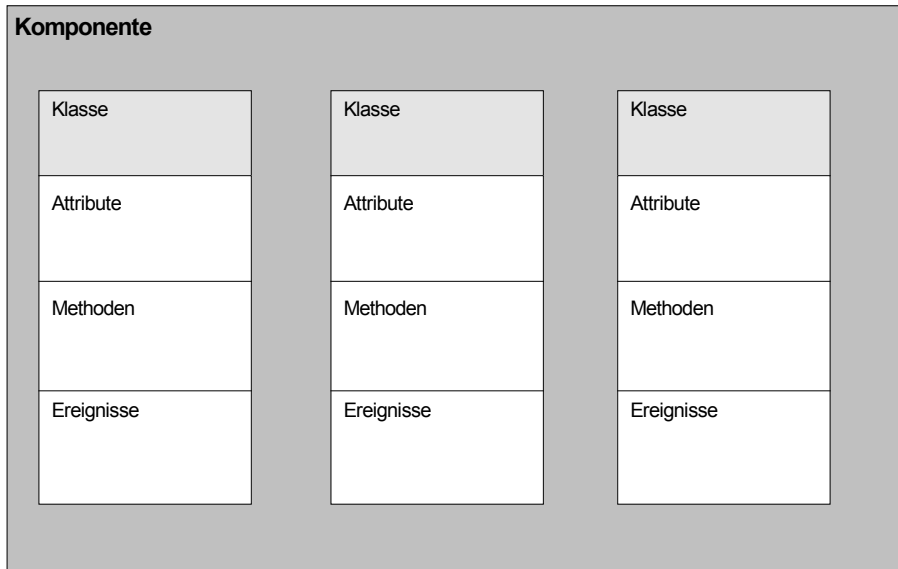 Komponente
Klasse
Attribute
Methoden
Ereignisse
Klasse
Attribute
Methoden
Ereignisse
Klasse
Attribute
Methoden
Ereignisse